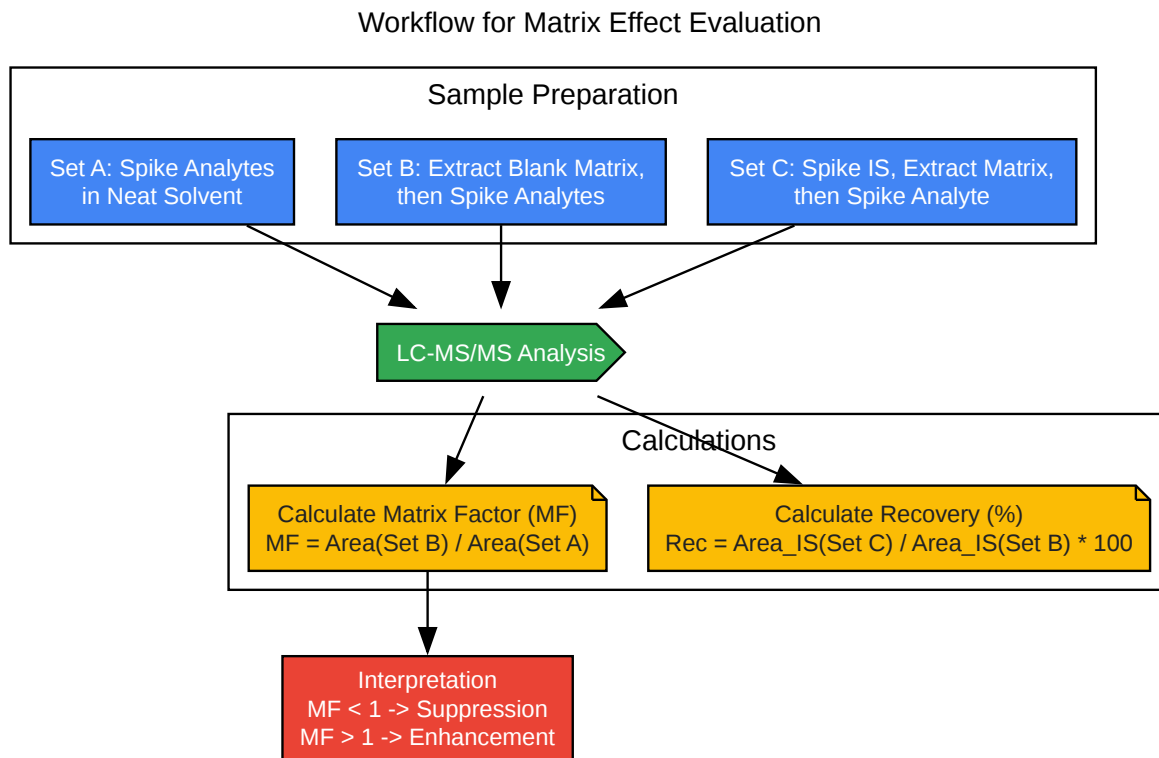 Workflow for Matrix Effect Evaluation
Sample Preparation
Set A: Spike Analytes
in Neat Solvent
Set B: Extract Blank Matrix,
then Spike Analytes
Set C: Spike IS, Extract Matrix,
then Spike Analyte
LC-MS/MS Analysis
Calculations
Calculate Matrix Factor (MF)
MF = Area(Set B) / Area(Set A)
Calculate Recovery (%)
Rec = Area_IS(Set C) / Area_IS(Set B) * 100
Interpretation
MF < 1 -> Suppression
MF > 1 -> Enhancement